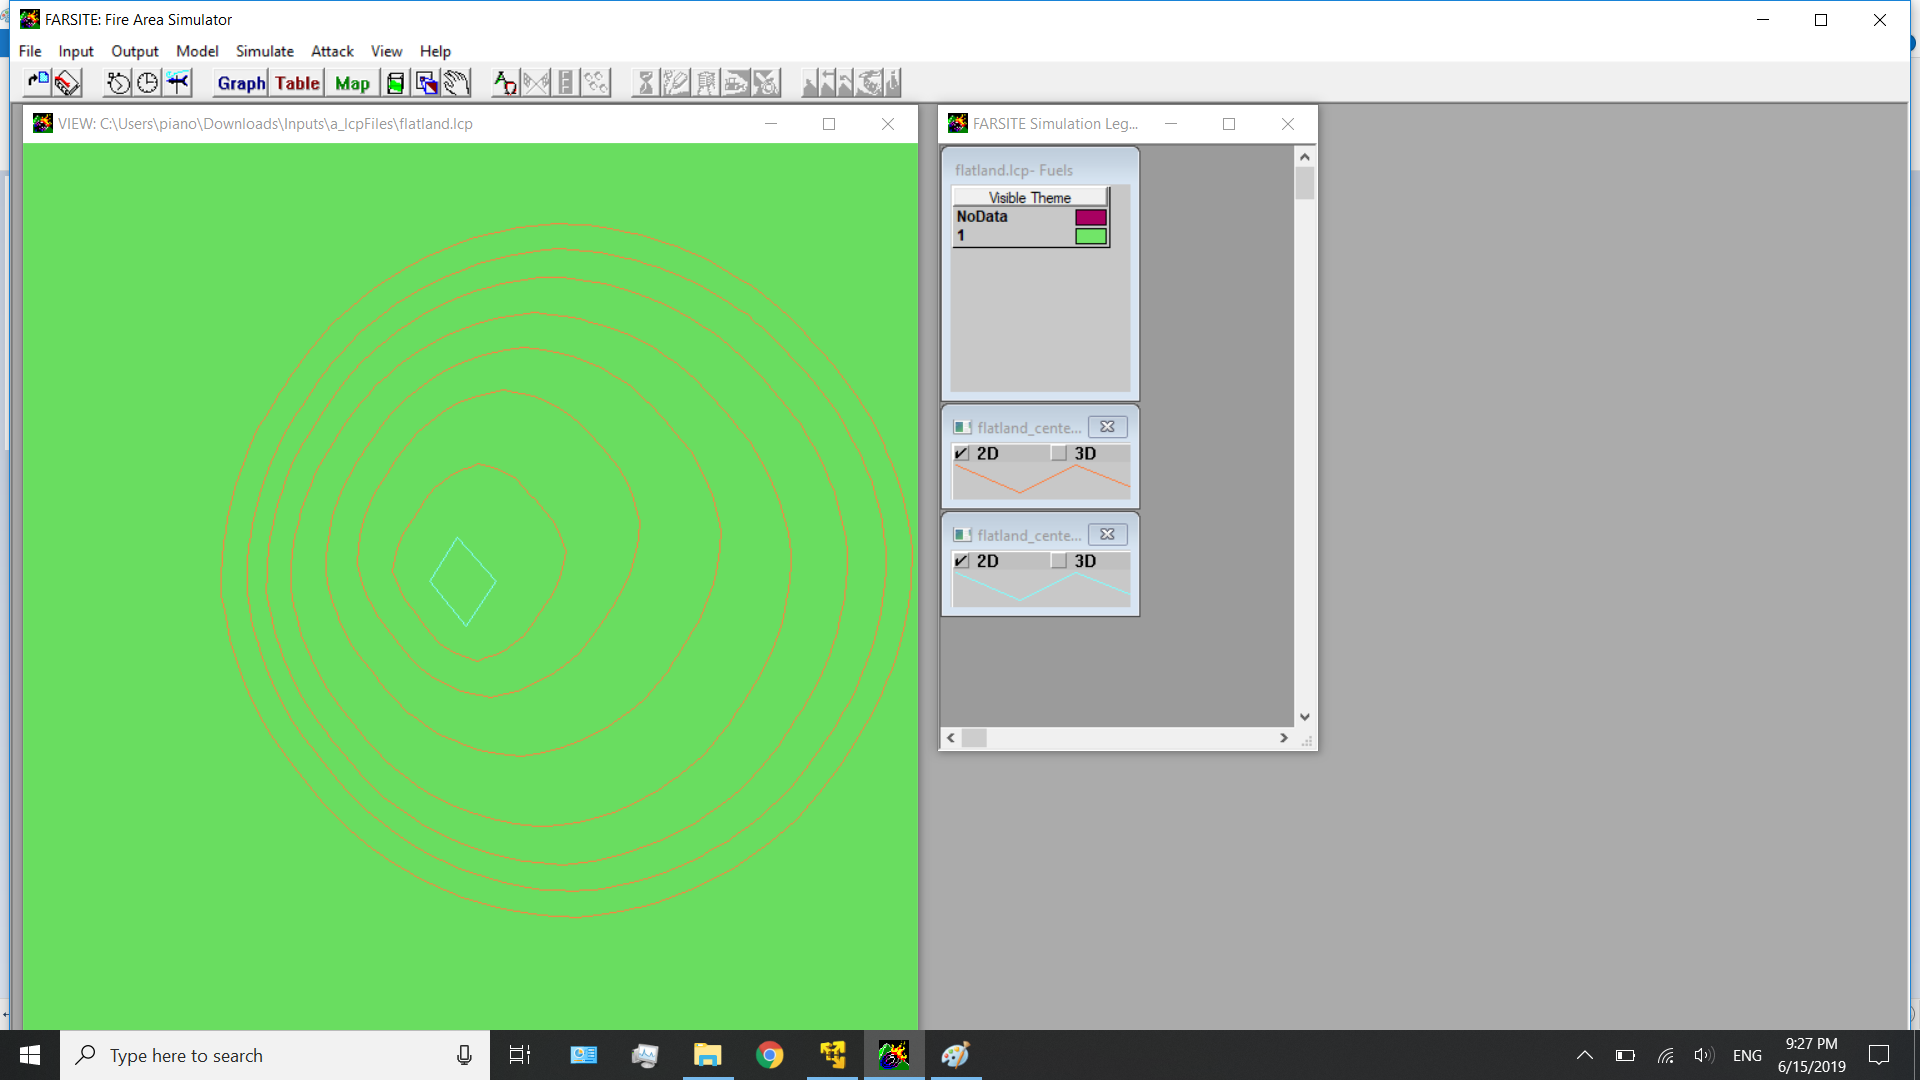 FARSITE: Fire Area Simulator
File Input Output Model Simulate Attack View Help
Graph Table Map
VIEW: C:\Users\piano\Downloads\Inputs\a_lcpFiles\flatland.lcp
FARSITE Simulation Leg...
flatland.lcp- Fuels
Visible Theme
NoData
1
flatland_cente...
2D 3D
flatland_cente...
2D 3D
Type here to search
ENG
9:27 PM
6/15/2019